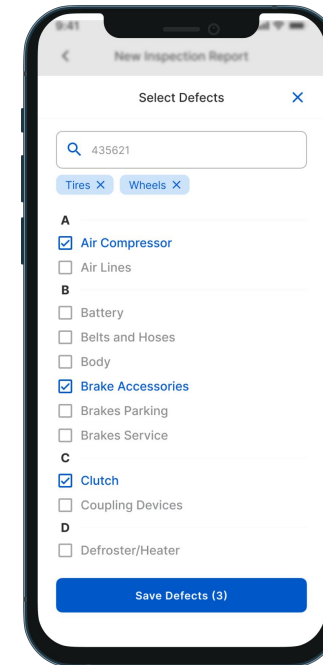 9:41
New Inspection Report
Select Defects
435621
Tires Wheels
A
Air Compressor
Air Lines
B
Battery
Belts and Hoses
Body
Brake Accessories
Brakes Parking
Brakes Service
C
Clutch
Coupling Devices
D
Defroster/Heater
Save Defects (3)